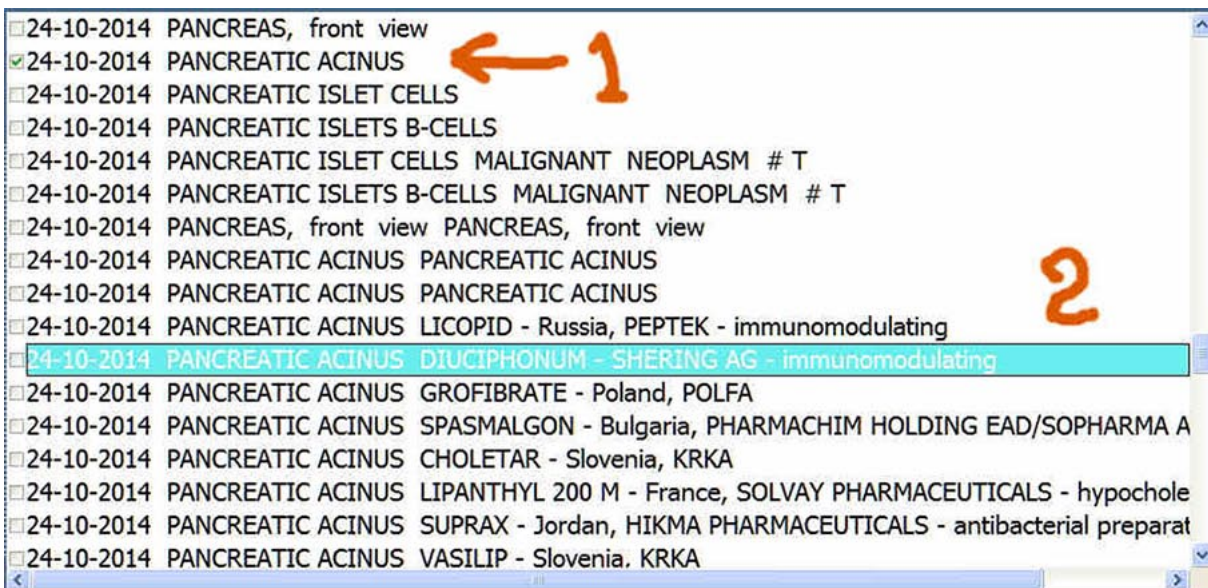 24-10-2014 PANCREAS, front view
24-10-2014 PANCREATIC ACINUS 1
24-10-2014 PANCREATIC ISLET CELLS
24-10-2014 PANCREATIC ISLETS B-CELLS
24-10-2014 PANCREATIC ISLET CELLS MALIGNANT NEOPLASM # T
24-10-2014 PANCREATIC ISLETS B-CELLS MALIGNANT NEOPLASM # T
24-10-2014 PANCREAS, front view PANCREAS, front view
24-10-2014 PANCREATIC ACINUS PANCREATIC ACINUS
24-10-2014 PANCREATIC ACINUS PANCREATIC ACINUS
2
24-10-2014 PANCREATIC ACINUS LICOPID - Russia, PEPTEK - immunomodulating
24-10-2014 PANCREATIC ACINUS DIUCIPHONUM - SHERING AG - immunomodulating
24-10-2014 PANCREATIC ACINUS GROFIBRATE - Poland, POLFA
24-10-2014 PANCREATIC ACINUS SPASMALGON - Bulgaria, PHARMACHIM HOLDING EAD/SOPHARMA A
24-10-2014 PANCREATIC ACINUS CHOLETAR - Slovenia, KRKA
24-10-2014 PANCREATIC ACINUS LIPANTHYL 200 M - France, SOLVAY PHARMACEUTICALS - hypochole
24-10-2014 PANCREATIC ACINUS SUPRAX - Jordan, HIKMA PHARMACEUTICALS - antibacterial preparat
24-10-2014 PANCREATIC ACINUS VASILIP - Slovenia, KRKA